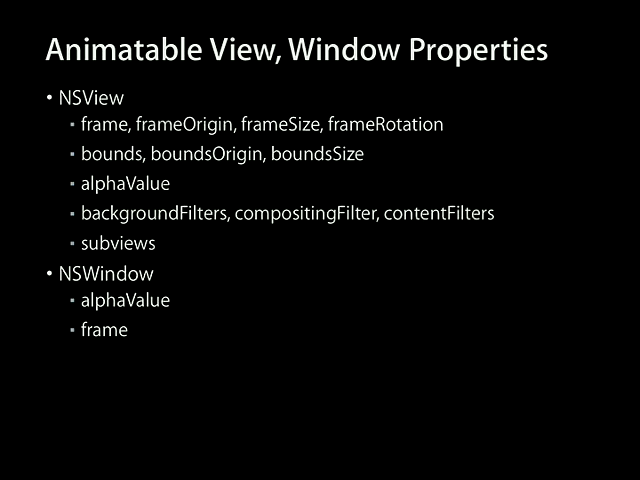 Animatable View, Window Properties
• NSView
▪ frame, frameOrigin, frameSize, frameRotation
▪ bounds, boundsOrigin, boundsSize
▪ alphaValue
▪ backgroundFilters, compositingFilter, contentFilters
▪ subviews
• NSWindow
▪ alphaValue
▪ frame